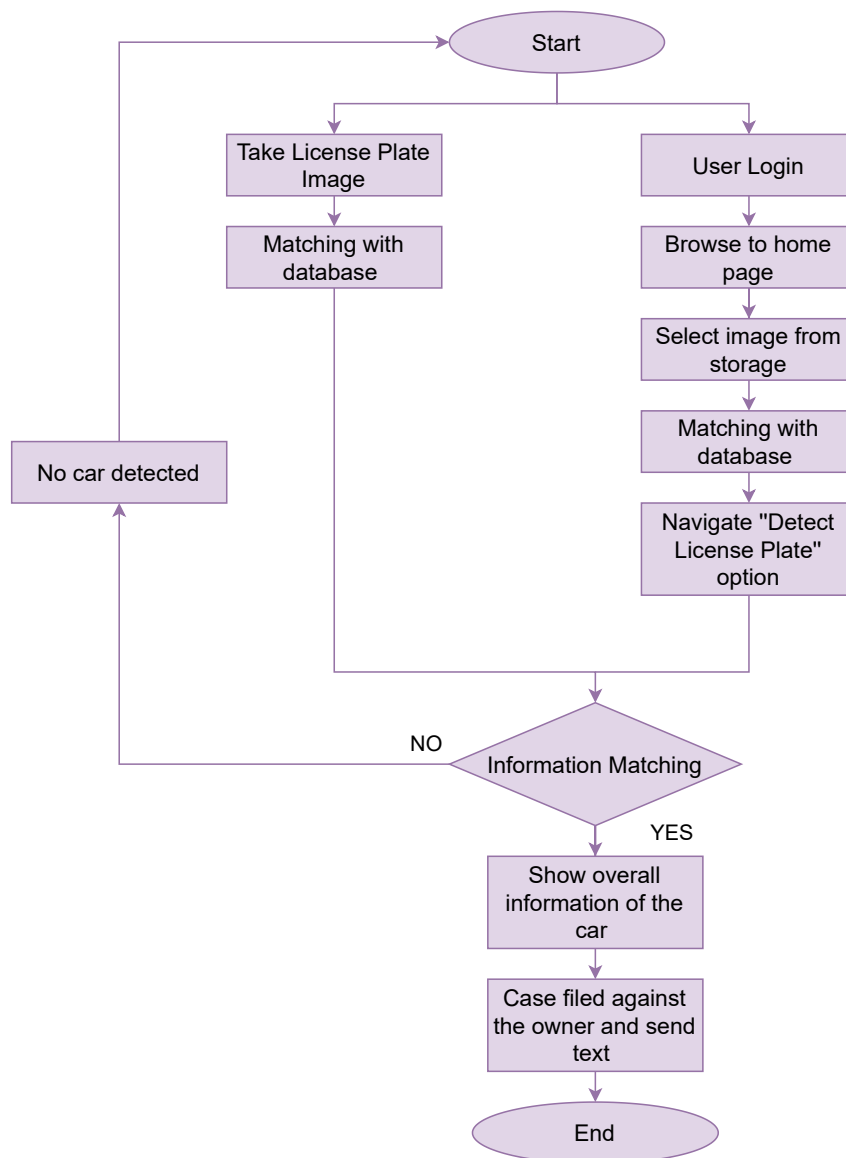 Start
Take License Plate
Image
User Login
Matching with
database
Browse to home
page
Select image from
storage
Matching with
database
No car detected
Navigate "Detect
License Plate"
option
NO
Information Matching
YES
Show overall
information of the
car
Case filed against
the owner and send
text
End